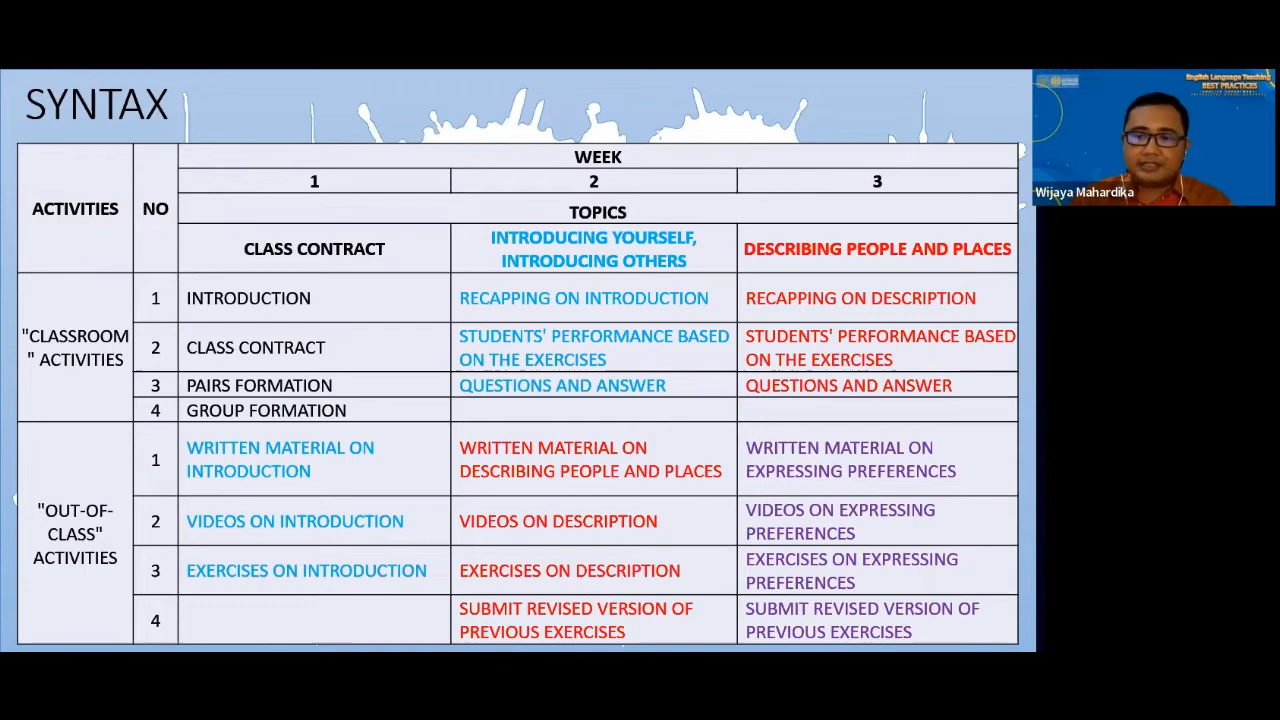 SYNTAX
ACTIVITIES
NO
WEEK
1
2
3
TOPICS
CLASS CONTRACT
INTRODUCING YOURSELF,
INTRODUCING OTHERS
DESCRIBING PEOPLE AND PLACES
"CLASSROOM
" ACTIVITIES
1
INTRODUCTION
RECAPPING ON INTRODUCTION
RECAPPING ON DESCRIPTION
2
CLASS CONTRACT
STUDENTS' PERFORMANCE BASED
ON THE EXERCISES
STUDENTS' PERFORMANCE BASED
ON THE EXERCISES
3
PAIRS FORMATION
QUESTIONS AND ANSWER
QUESTIONS AND ANSWER
4
GROUP FORMATION
"OUT-OF-
CLASS"
ACTIVITIES
1
WRITTEN MATERIAL ON
INTRODUCTION
WRITTEN MATERIAL ON
DESCRIBING PEOPLE AND PLACES
WRITTEN MATERIAL ON
EXPRESSING PREFERENCES
2
VIDEOS ON INTRODUCTION
VIDEOS ON DESCRIPTION
VIDEOS ON EXPRESSING
PREFERENCES
3
EXERCISES ON INTRODUCTION
EXERCISES ON DESCRIPTION
EXERCISES ON EXPRESSING
PREFERENCES
4
SUBMIT REVISED VERSION OF
PREVIOUS EXERCISES
SUBMIT REVISED VERSION OF
PREVIOUS EXERCISES
English Language Teaching
BEST PRACTICES
Wijaya Mahardika